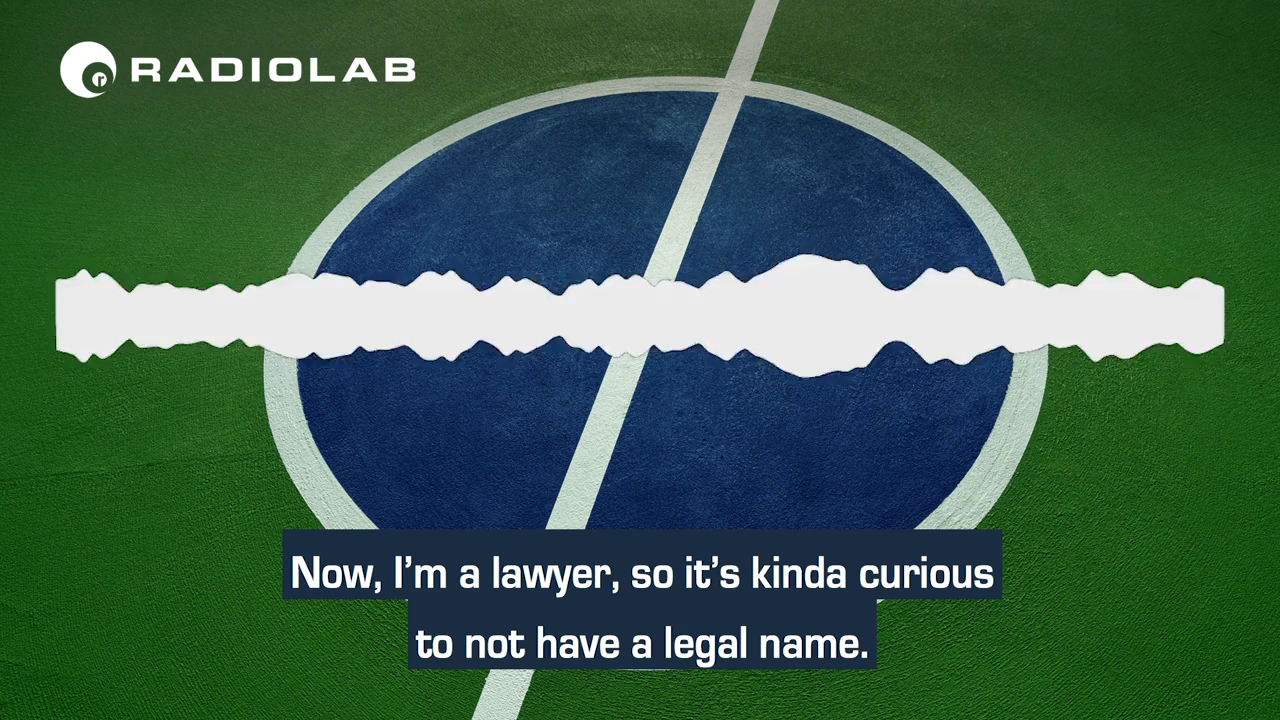 RADIOLAB
Now, I'm a lawyer, so it's kinda curious
to not have a legal name.